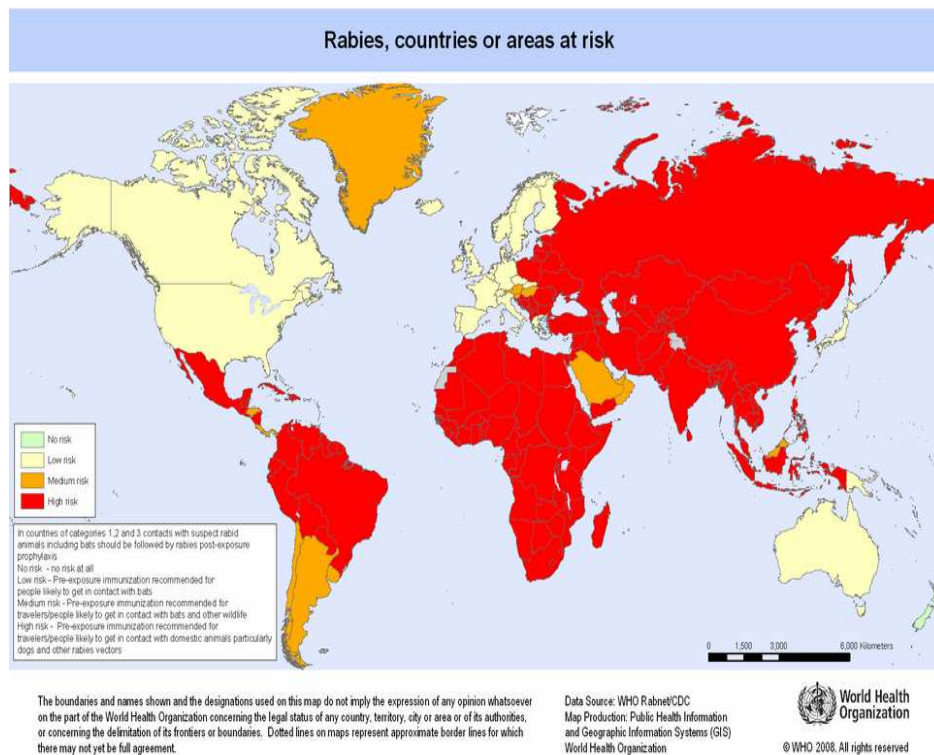 Rabies, countries or areas at risk
No risk
Low risk
Medium risk
High risk
In countries of categories 1,2 and 3 contacts with suspect rabid
animals including bats should be followed by rabies post-exposure
prophylaxis
No risk - no risk at all
Low risk - Pre-exposure immunization recommended for
people likely to get in contact with bats
Medium risk - Pre-exposure immunization recommended for
travelers/people likely to get in contact with bats and other wildlife
High risk - Pre-exposure immunization recommended for
travelers/people likely to get in contact with domestic animals particularly
dogs and other rabies vectors
0 1,500 3,000 6,000 Kilometers
The boundaries and names shown and the designations used on this map do not imply the expression of any opinion whatsoever
on the part of the World Health Organization concerning the legal status of any country, territory, city or area or of its authorities,
or concerning the delimitation of its frontiers or boundaries. Dotted lines on maps represent approximate border lines for which
there may not yet be full agreement.
Data Source: WHO Rabnet/CDC
Map Production: Public Health Information
and Geographic Information Systems (GIS)
World Health Organization
World Health
Organization
© WHO 2008. All rights reserved